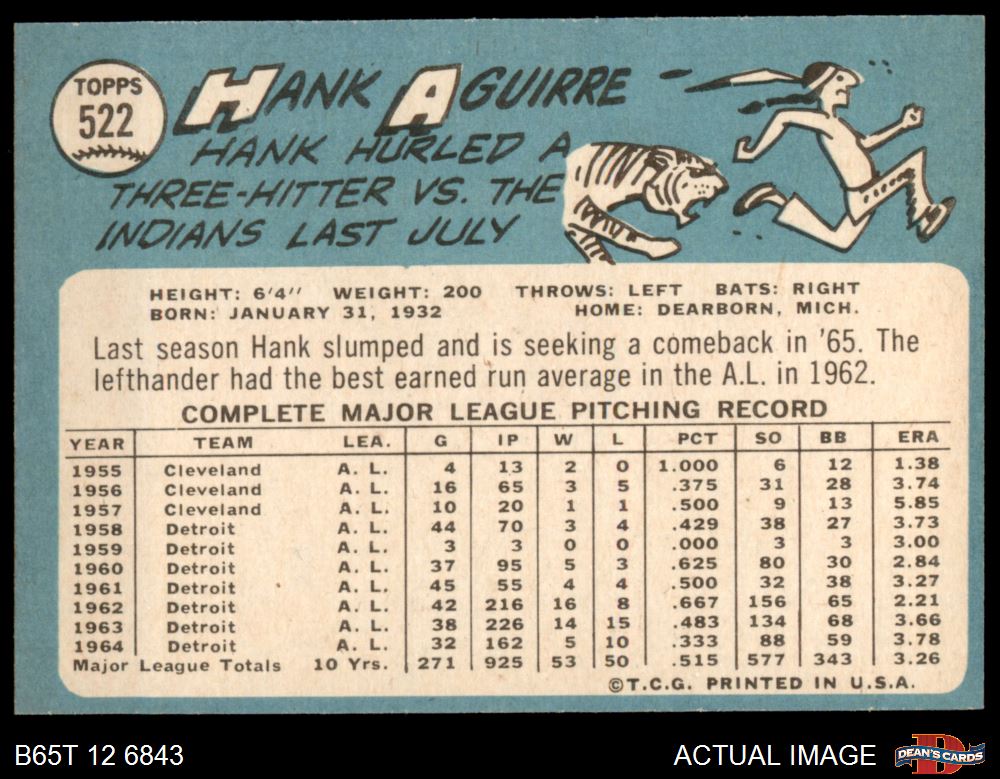 TOPPS
522
HANK AGUIRRE
HANK HURLED A
THREE-HITTER VS. THE
INDIANS LAST JULY
HEIGHT: 6'4" WEIGHT: 200 THROWS: LEFT BATS: RIGHT
BORN: JANUARY 31, 1932 HOME: DEARBORN, MICH.
Last season Hank slumped and is seeking a comeback in '65. The
lefthander had the best earned run average in the A.L. in 1962.
COMPLETE MAJOR LEAGUE PITCHING RECORD
YEAR TEAM LEA. G IP W L PCT SO BB ERA
1955 Cleveland A. L. 4 13 2 0 1.000 6 12 1.38
1956 Cleveland A. L. 16 65 3 5 .375 31 28 3.74
1957 Cleveland A. L. 10 20 1 1 .500 9 13 5.85
1958 Detroit A. L. 44 70 3 4 .429 38 27 3.73
1959 Detroit A. L. 3 3 0 0 .000 3 3 3.00
1960 Detroit A. L. 37 95 5 3 .625 80 30 2.84
1961 Detroit A. L. 45 55 4 4 .500 32 38 3.27
1962 Detroit A. L. 42 216 16 8 .667 156 65 2.21
1963 Detroit A. L. 38 226 14 15 .483 134 68 3.66
1964 Detroit A. L. 32 162 5 10 .333 88 59 3.78
Major League Totals 10 Yrs. 271 925 53 50 .515 577 343 3.26
©T.C.G. PRINTED IN U.S.A.
B65T 12 6843 ACTUAL IMAGE D DEAN'S CARDS